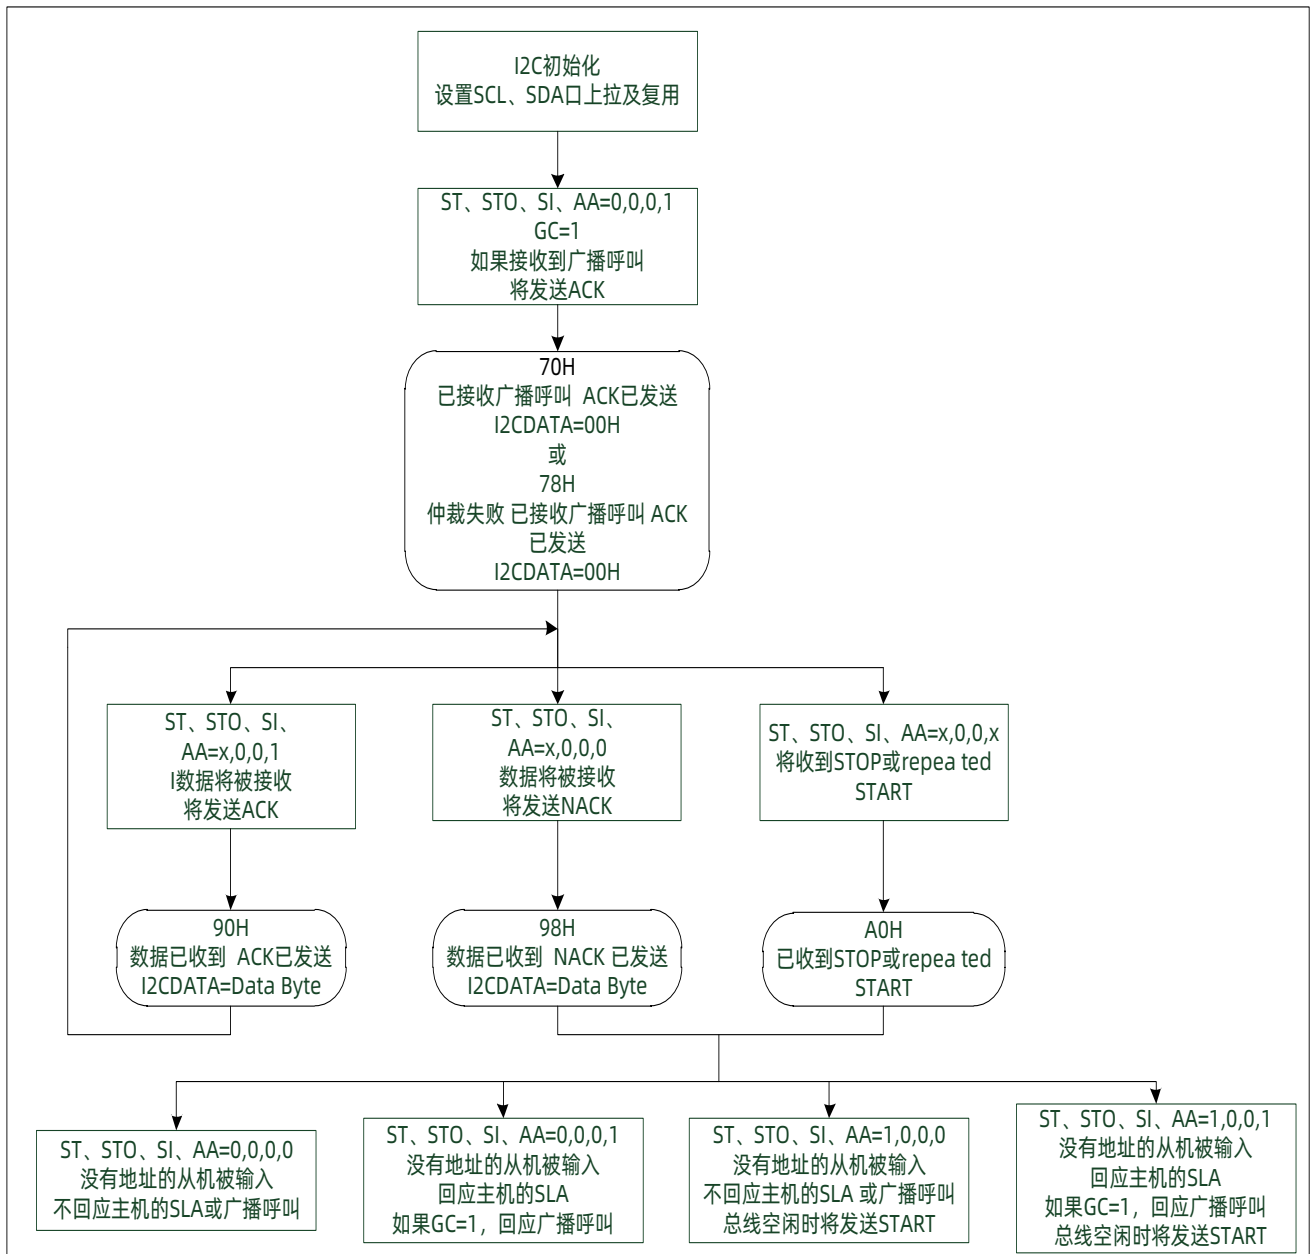 I2C初始化
设置SCL、SDA口上拉及复用
ST、STO、SI、AA=0,0,0,1
GC=1
如果接收到广播呼叫
将发送ACK
70H
已接收广播呼叫 ACK已发送
I2CDATA=00H
或
78H
仲裁失败 已接收广播呼叫 ACK
已发送
I2CDATA=00H
ST、STO、SI、
AA=x,0,0,1
I数据将被接收
将发送ACK
ST、STO、SI、
AA=x,0,0,0
数据将被接收
将发送NACK
ST、STO、SI、AA=x,0,0,x
将收到STOP或repea ted
START
90H
数据已收到 ACK已发送
I2CDATA=Data Byte
98H
数据已收到 NACK 已发送
I2CDATA=Data Byte
A0H
已收到STOP或repea ted
START
ST、STO、SI、AA=0,0,0,0
没有地址的从机被输入
不回应主机的SLA或广播呼叫
ST、STO、SI、AA=0,0,0,1
没有地址的从机被输入
回应主机的SLA
如果GC=1，回应广播呼叫
ST、STO、SI、AA=1,0,0,0
没有地址的从机被输入
不回应主机的SLA 或广播呼叫
总线空闲时将发送START
ST、STO、SI、AA=1,0,0,1
没有地址的从机被输入
回应主机的SLA
如果GC=1，回应广播呼叫
总线空闲时将发送START